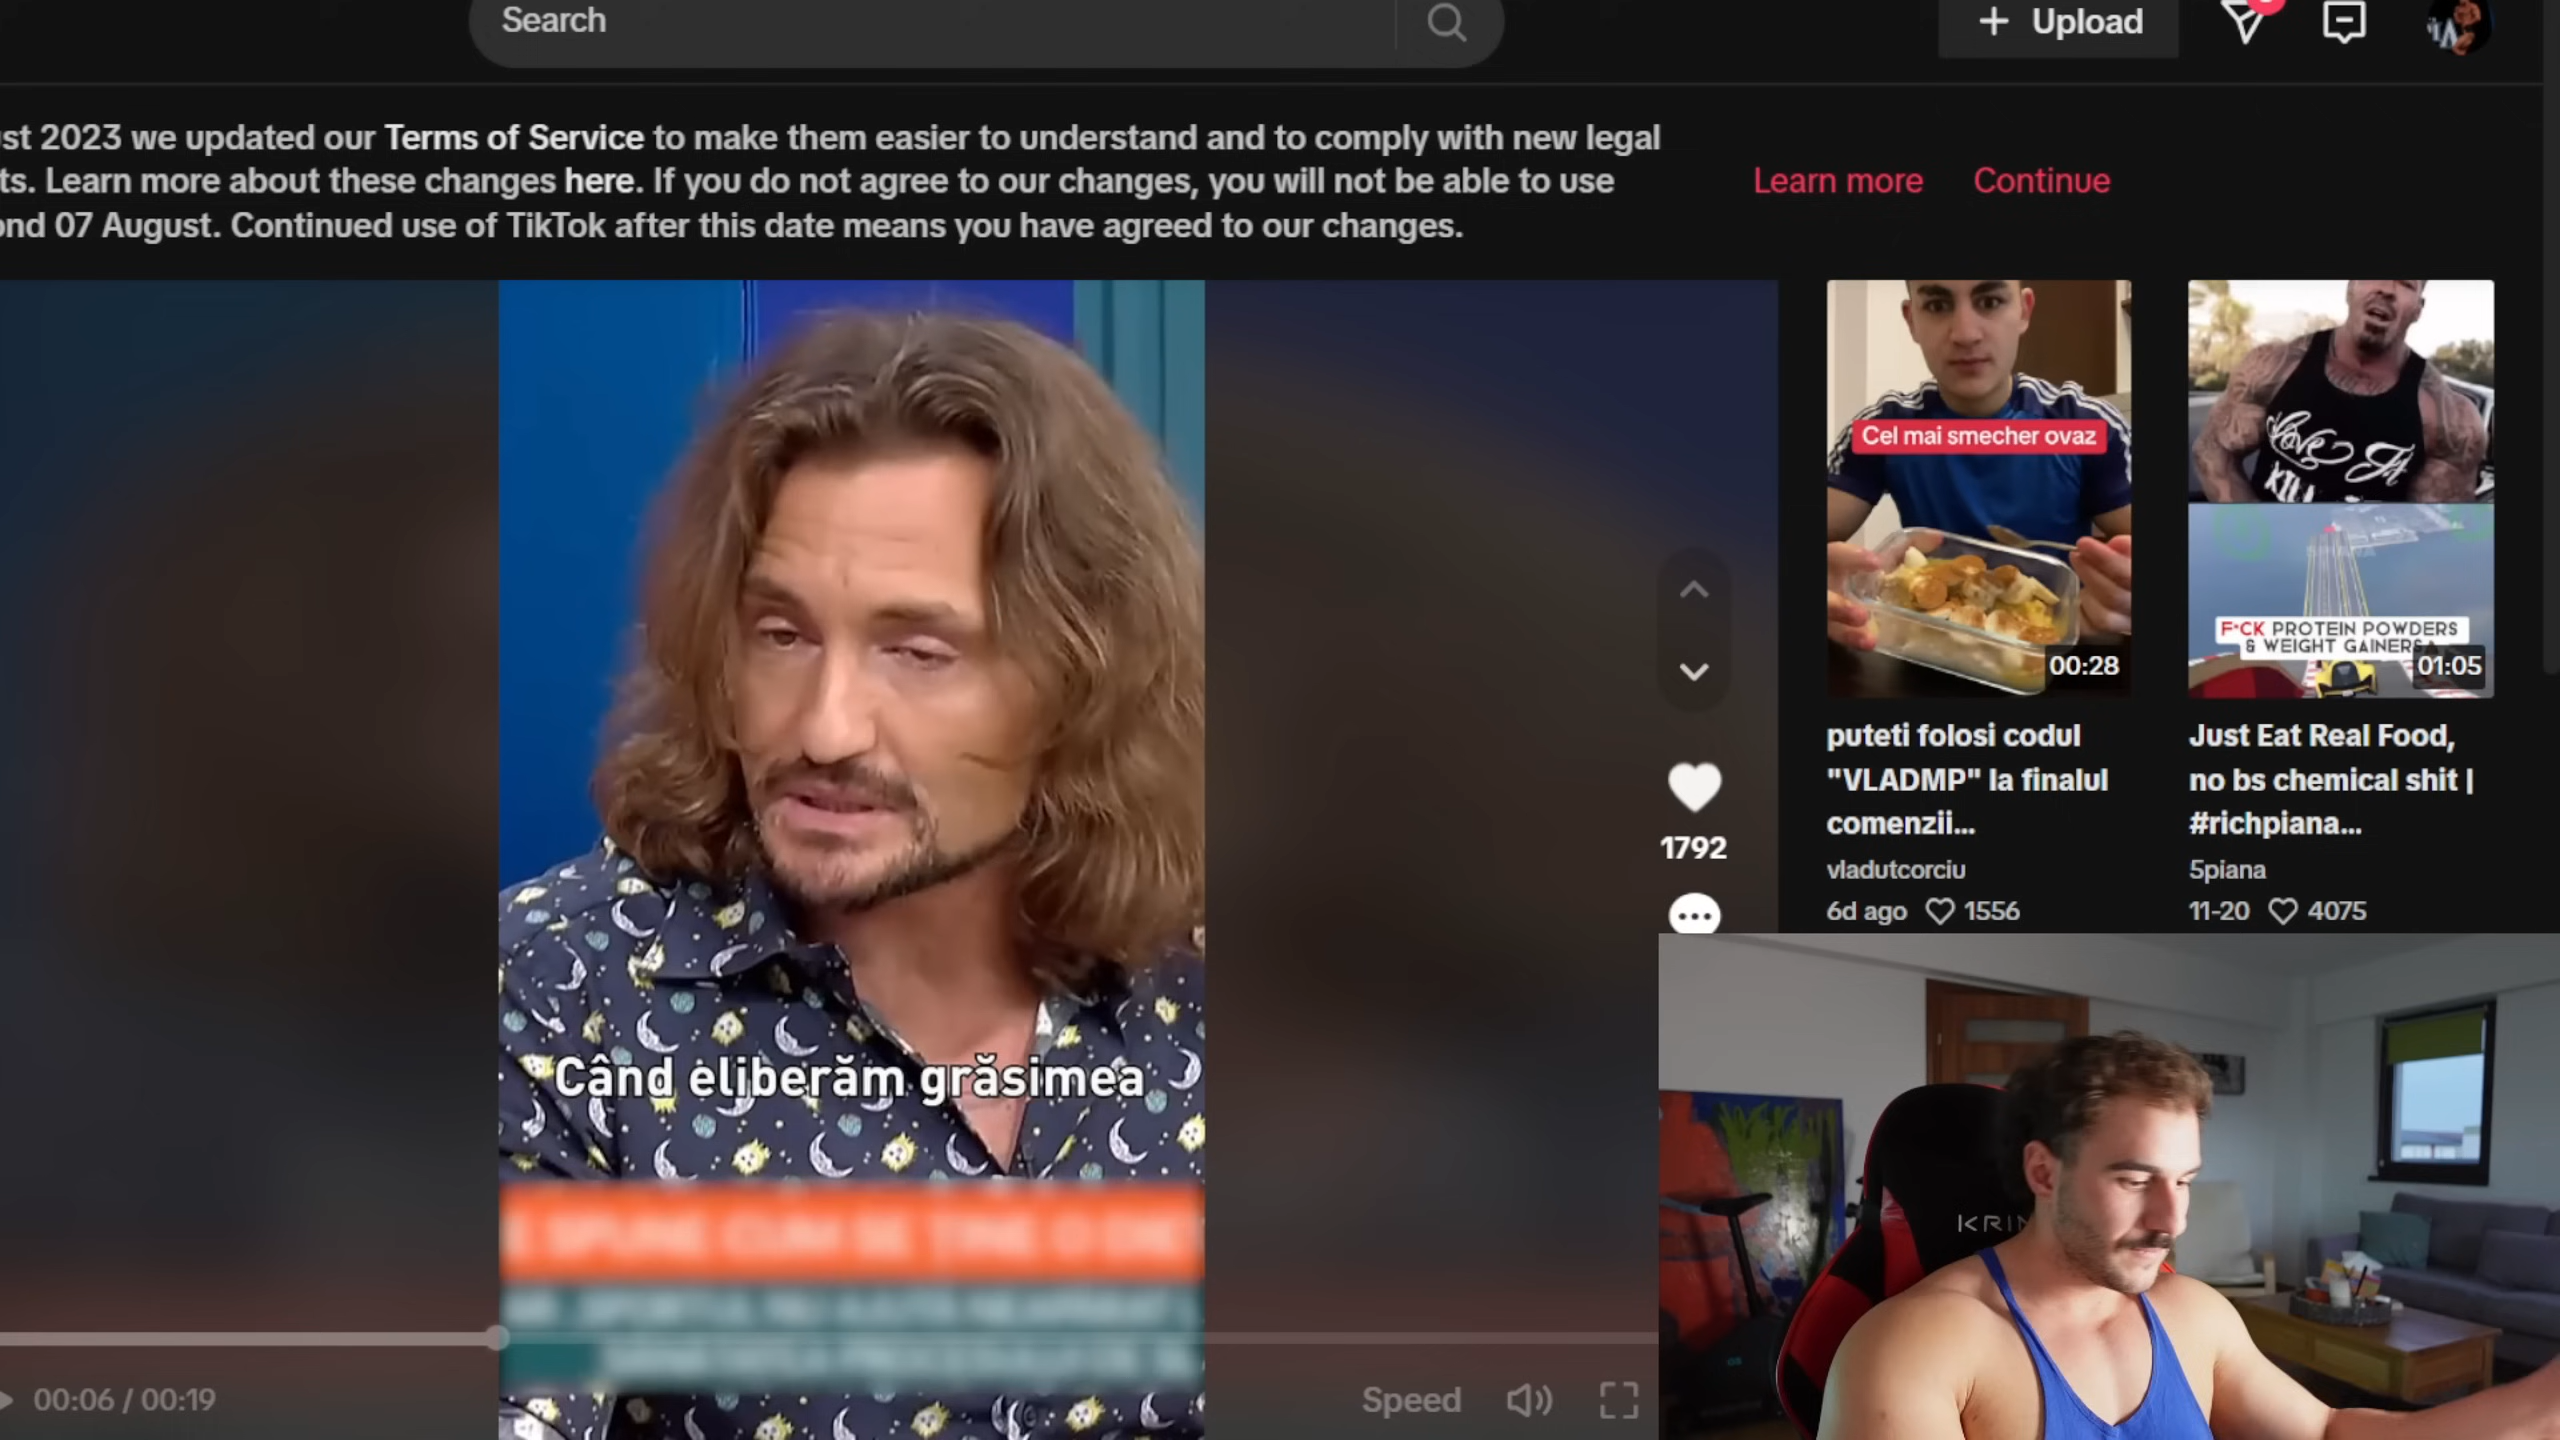 Search
Upload
st 2023 we updated our Terms of Service to make them easier to understand and to comply with new legal
ts. Learn more about these changes here. If you do not agree to our changes, you will not be able to use
ond 07 August. Continued use of TikTok after this date means you have agreed to our changes.
Learn more
Continue
Cel mai smecher ovaz
00:28
Love It
KILL
F*CK PROTEIN POWDERS
& WEIGHT GAINERS
01:05
puteti folosi codul
"VLADMP" la finalul
comenzii...
vladutcorciu
6d ago 1556
Just Eat Real Food,
no bs chemical shit |
#richpiana...
5piana
11-20 4075
1792
Când eliberăm grăsimea
00:06 / 00:19
Speed
KRIN